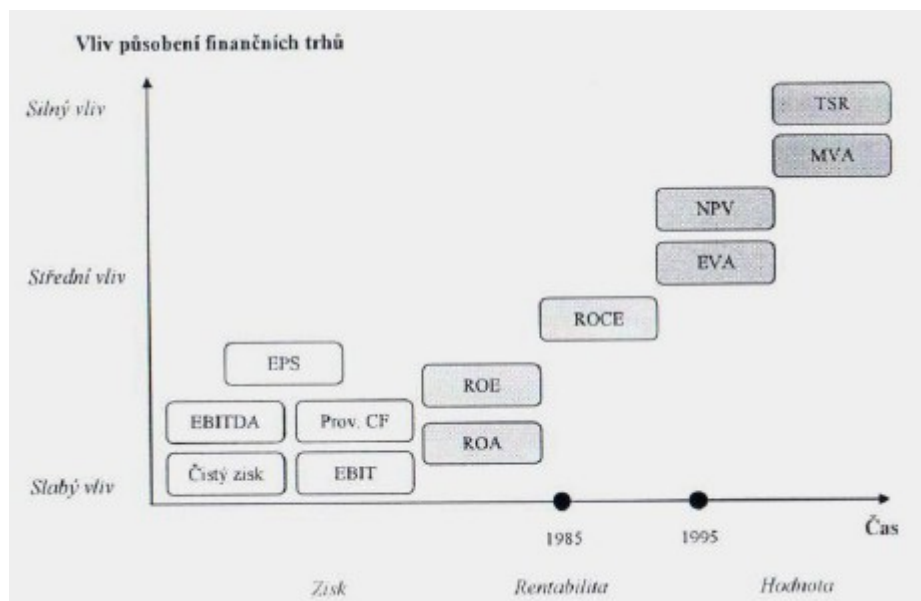 Vliv působení finančních trhů
Silný vliv
TSR
MVA
NPV
Střední vliv
EVA
ROCE
EPS
ROE
EBITDA
Prov. CF
ROA
Čistý zisk
EBIT
Slabý vliv
Čas
1985
1995
Zisk
Rentabilita
Hodnota